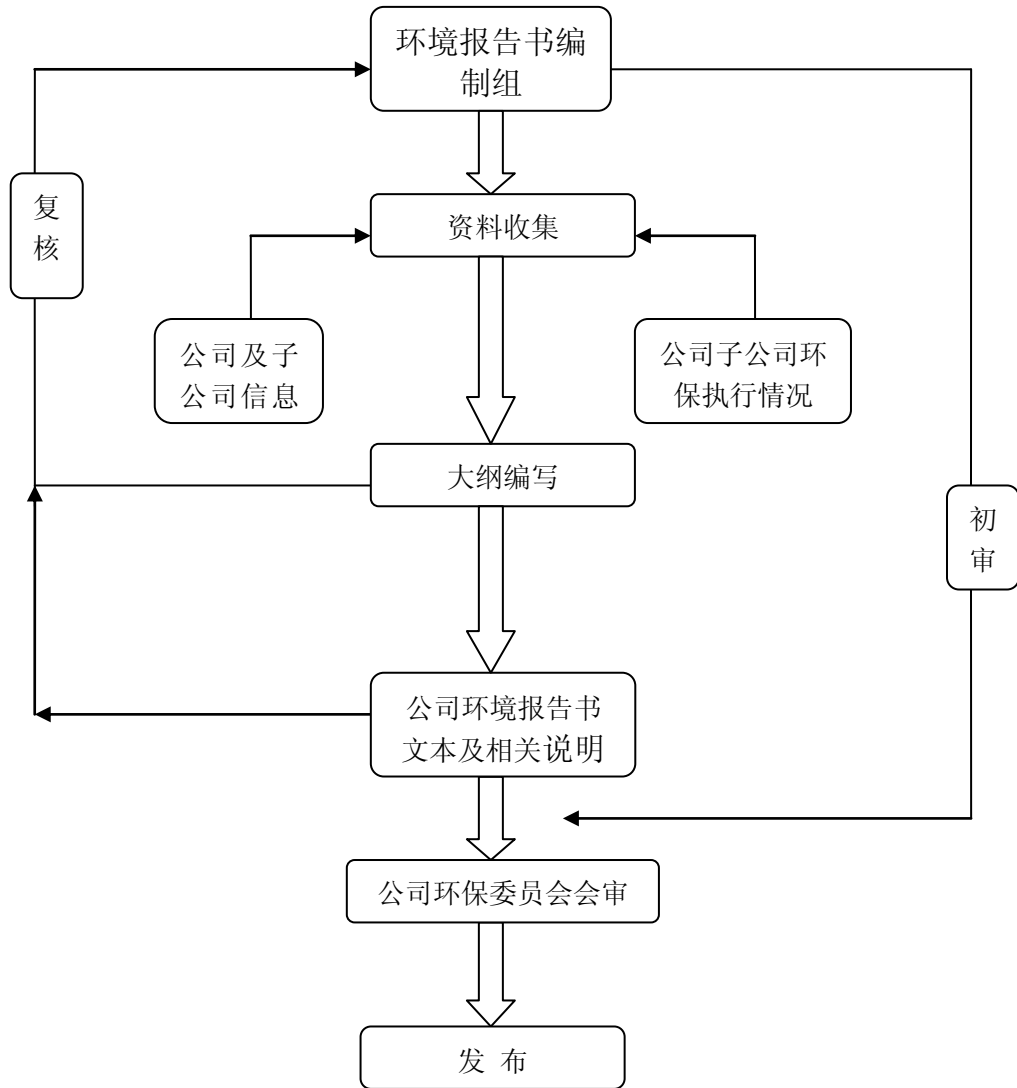 环境报告书编
制组
复
核
资料收集
公司及子
公司信息
公司子公司环
保执行情况
大纲编写
初
审
公司环境报告书
文本及相关说明
公司环保委员会会审
发 布